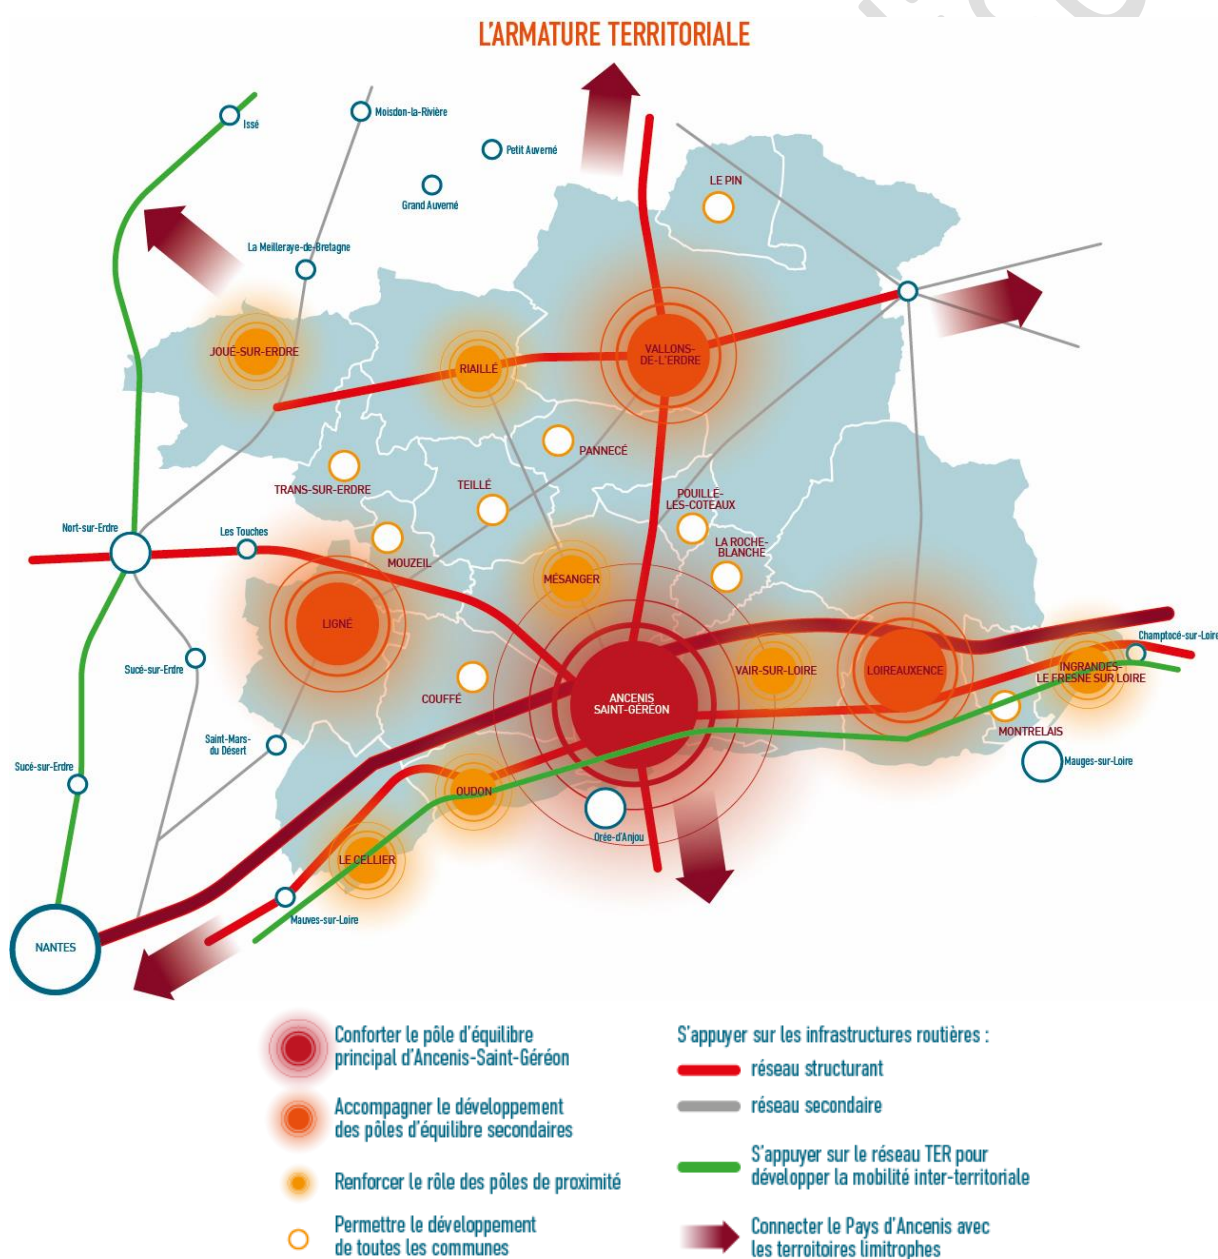 L'ARMATURE TERRITORIALE
Issé
Moisdon-la-Rivière
Petit Auverné
Grand Auverné
LE PIN
La Meilleraye-de-Bretagne
JOUÉ-SUR-ERDRE
RIAILLÉ
VALLONS-
DE-L'ERDRE
PANNECÉ
TRANS-SUR-ERDRE
TEILLÉ
POUILLÉ-
LES-COTEAUX
Nort-sur-Erdre
Les Touches
MOUZEIL
LA ROCHE-
BLANCHE
MÉSANGER
LIGNÉ
Champtocé-sur-Loire
Sucé-sur-Erdre
VAIR-SUR-LOIRE
LOIREAUXENCE
INGRANDES-
LE FRESNE SUR LOIRE
COUFFÉ
ANCENIS
SAINT-GÉRÉON
MONTRELAIS
Saint-Mars-
du Désert
Mauges-sur-Loire
Sucé-sur-Erdre
OUDON
Orée-d'Anjou
LE CELLIER
Mauves-sur-Loire
NANTES
Conforter le pôle d'équilibre
principal d'Ancenis-Saint-Géréon
Accompagner le développement
des pôles d'équilibre secondaires
Renforcer le rôle des pôles de proximité
Permettre le développement
de toutes les communes
S'appuyer sur les infrastructures routières :
réseau structurant
réseau secondaire
S'appuyer sur le réseau TER pour
développer la mobilité inter-territoriale
Connecter le Pays d'Ancenis avec
les terroitoires limitrophes